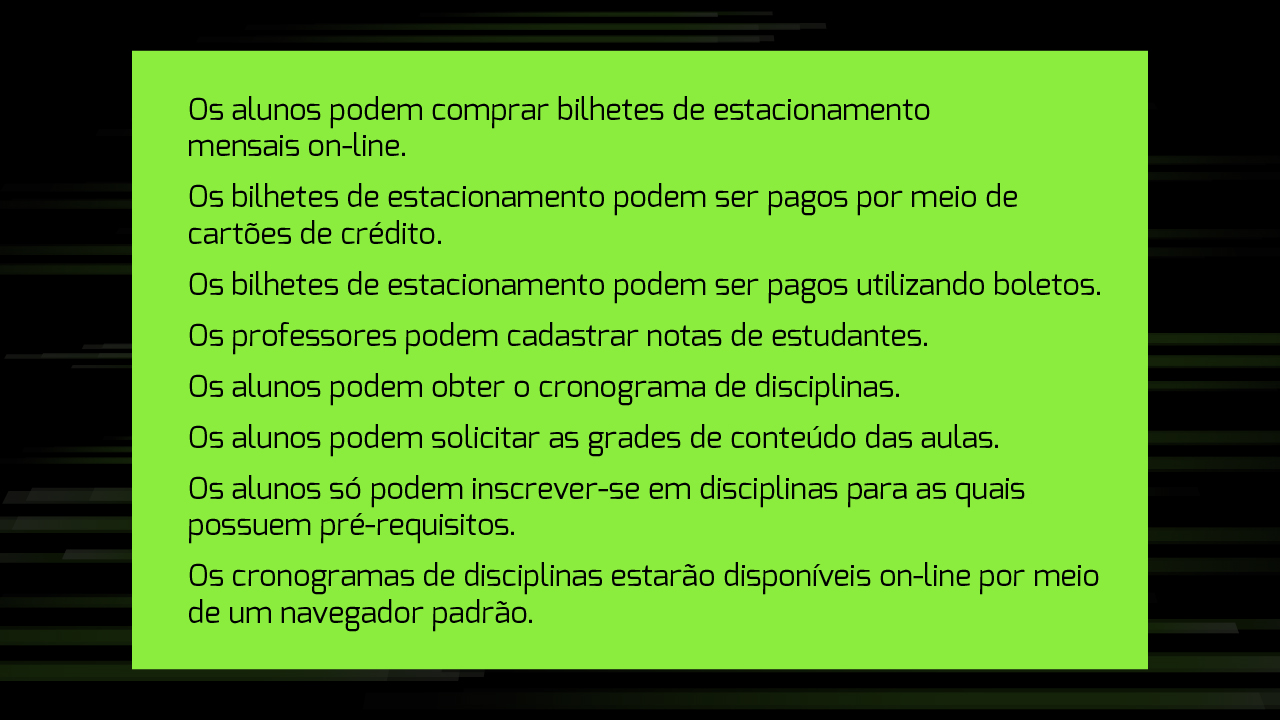 Os alunos podem comprar bilhetes de estacionamento
mensais on-line.
Os bilhetes de estacionamento podem ser pagos por meio de
cartões de crédito.
Os bilhetes de estacionamento podem ser pagos utilizando boletos.
Os professores podem cadastrar notas de estudantes.
Os alunos podem obter o cronograma de disciplinas.
Os alunos podem solicitar as grades de conteúdo das aulas.
Os alunos só podem inscrever-se em disciplinas para as quais
possuem pré-requisitos.
Os cronogramas de disciplinas estarão disponíveis on-line por meio
de um navegador padrão.